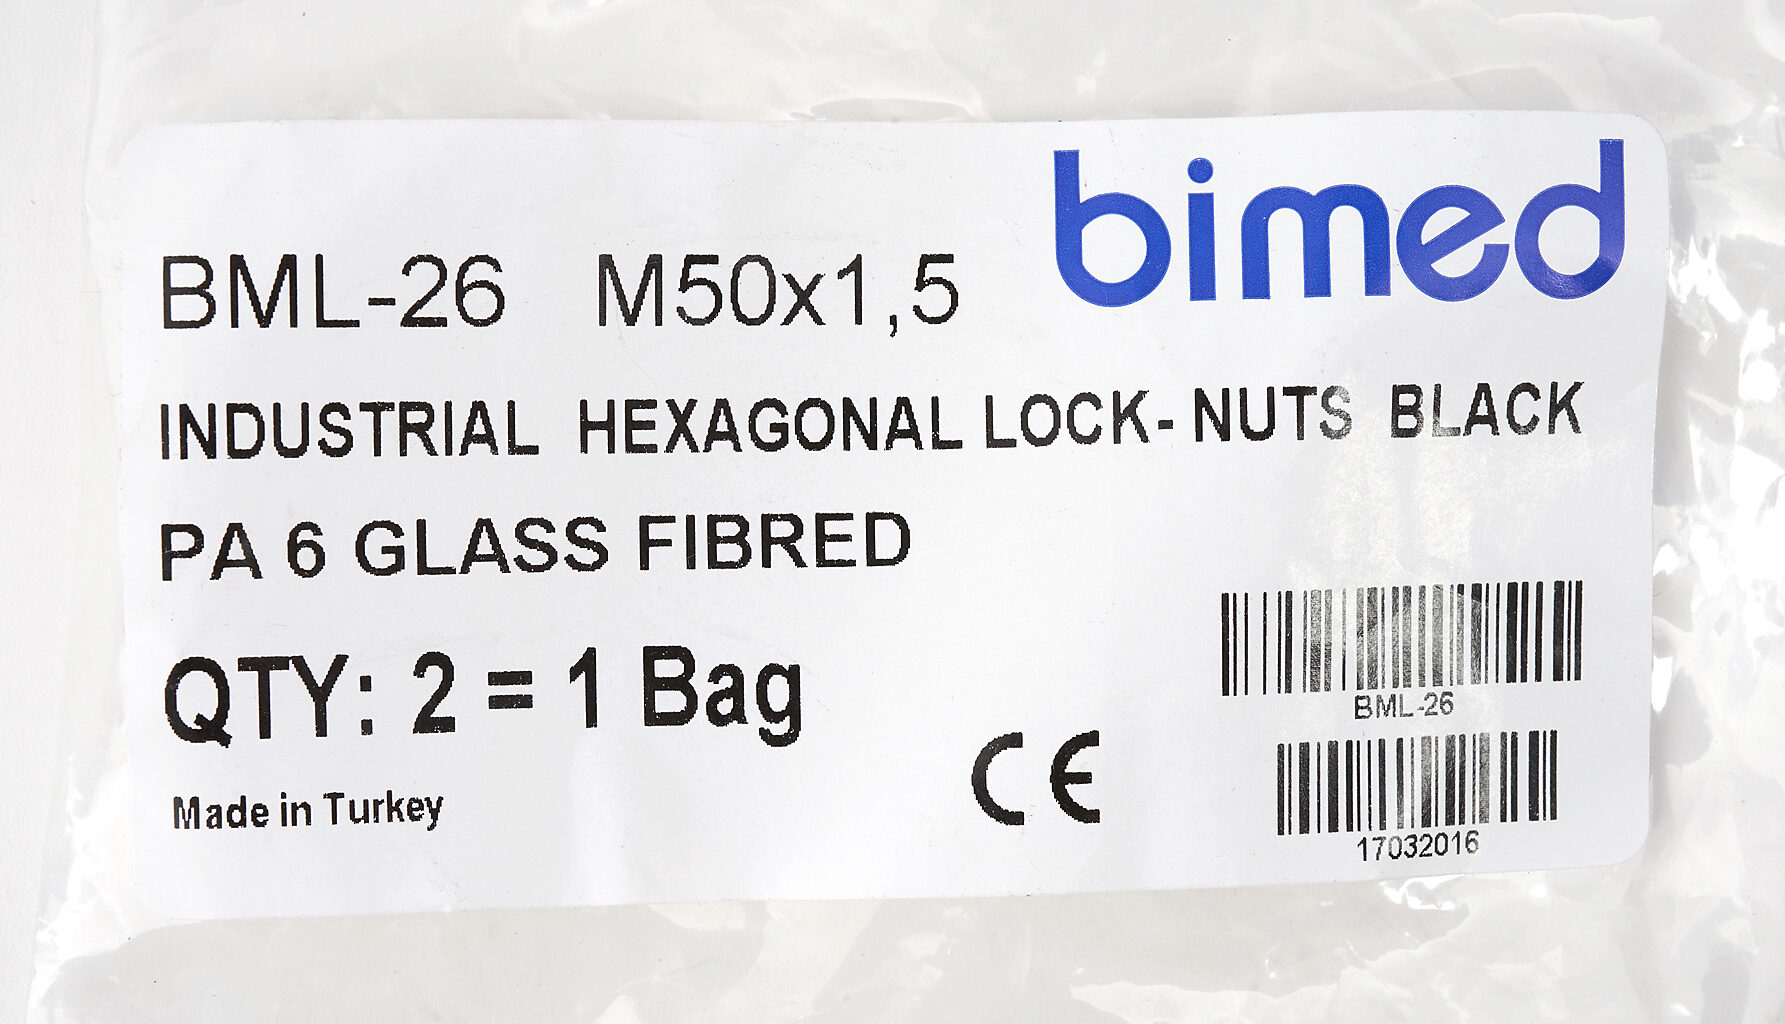 bimed
BML-26 M50x1,5
INDUSTRIAL HEXAGONAL LOCK- NUTS BLACK
PA 6 GLASS FIBRED
QTY: 2 = 1 Bag
BML-26
Made in Turkey
CE
17032016